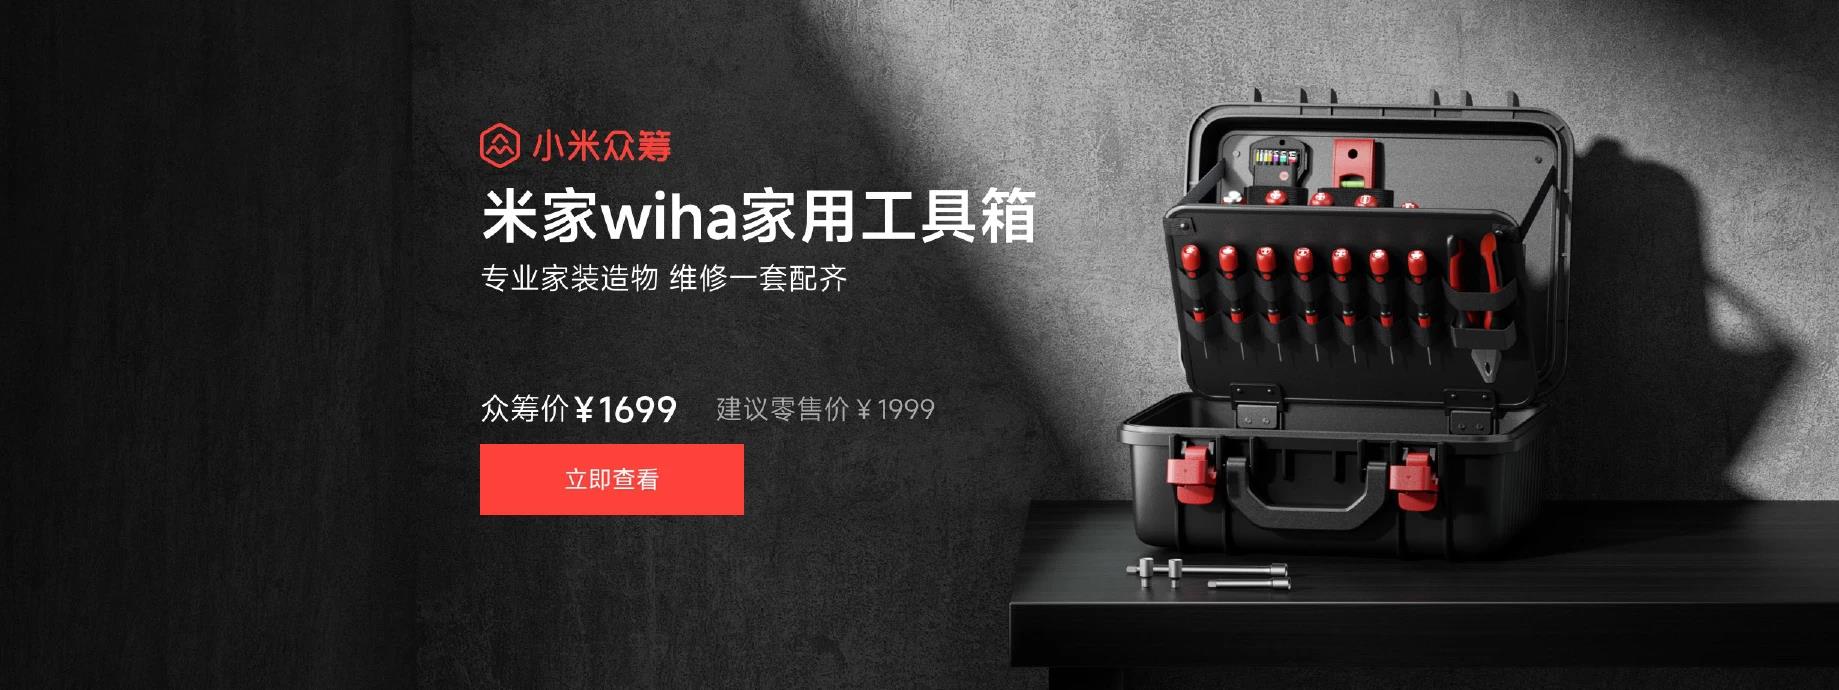 小米众筹
米家wiha家用工具箱
专业家装造物 维修一套配齐
众筹价¥1699 建议零售价¥1999
立即查看